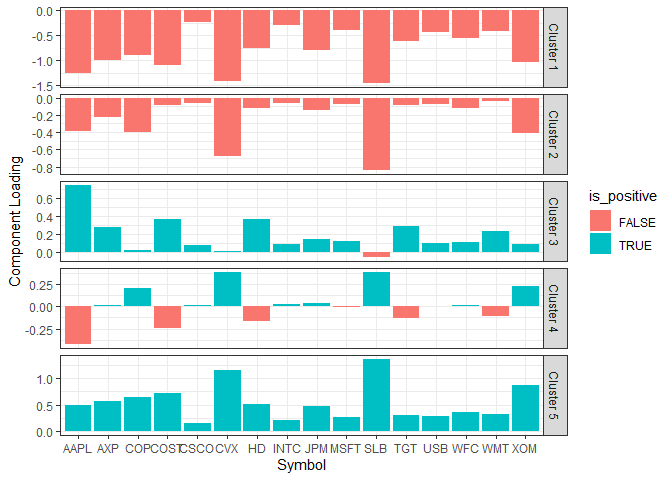 0.0
-0.5
-1.0
-1.5
Cluster 1
0.0
-0.2
-0.4
-0.6
-0.8
Cluster 2
0.6
0.4
0.2
0.0
Cluster 3
0.25
0.00
-0.25
Cluster 4
1.0
0.5
0.0
Cluster 5
Component Loading
AAPL AXP COP COST CSCO CVX HD INTC JPM MSFT SLB TGT USB WFC WMT XOM
Symbol
is_positive
FALSE
TRUE